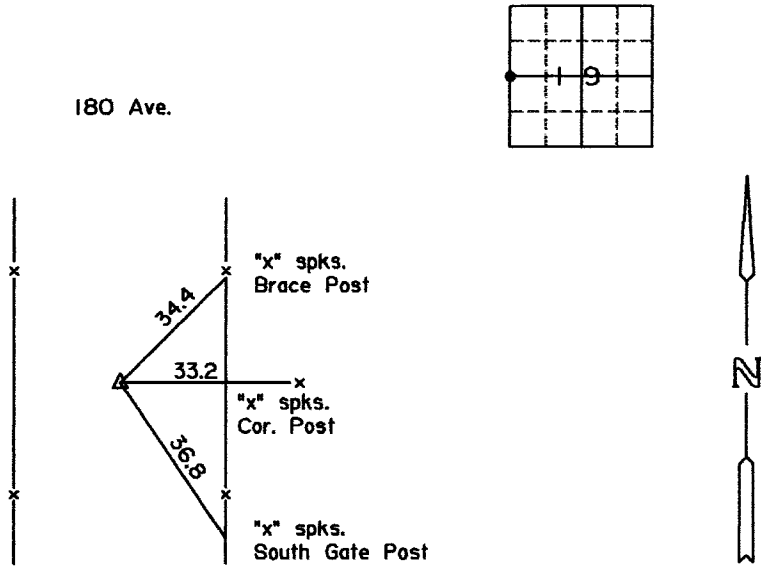 19
180 Ave.
"x" spks.
Brace Post
34.4
33.2
"x" spks.
Cor. Post
36.8
"x" spks.
South Gate Post
N